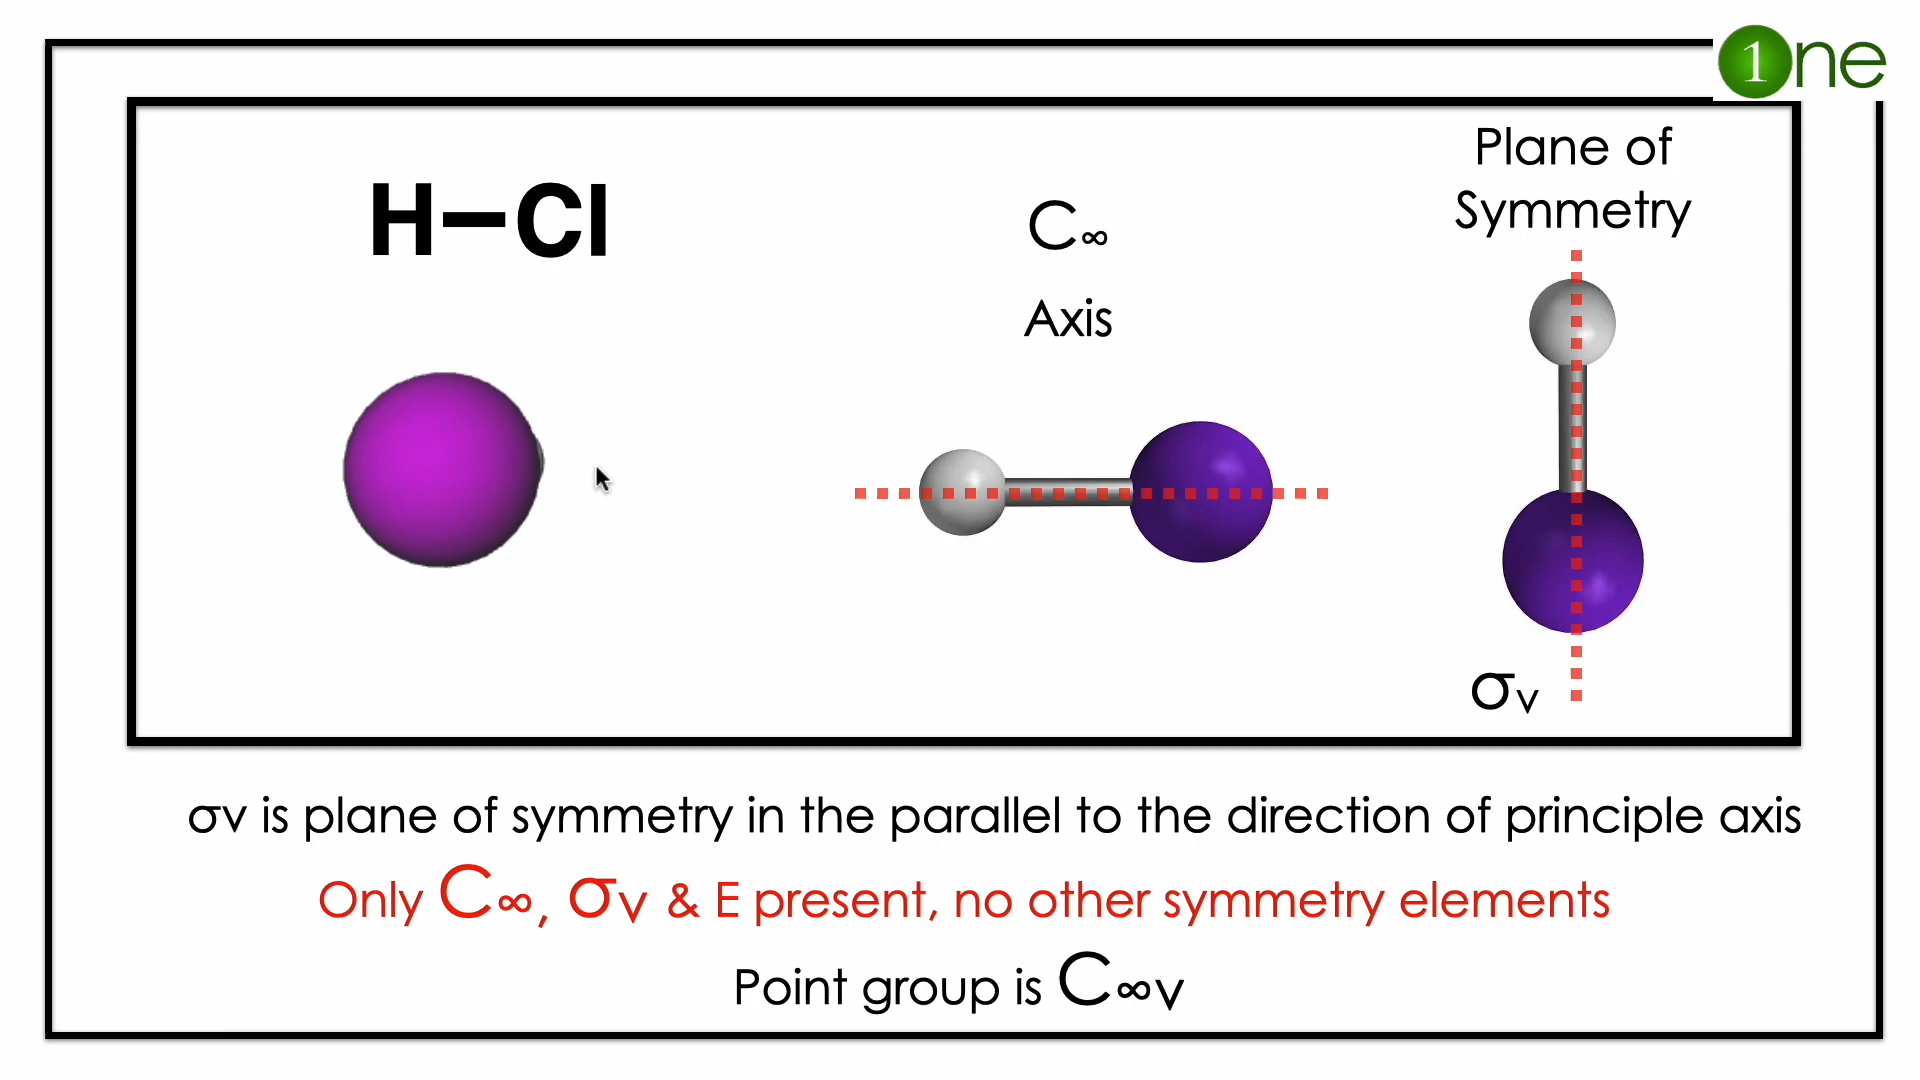 1ne
H—Cl
C∞
Axis
Plane of
Symmetry
σv
σv is plane of symmetry in the parallel to the direction of principle axis
Only C∞, σv & E present, no other symmetry elements
Point group is C∞v